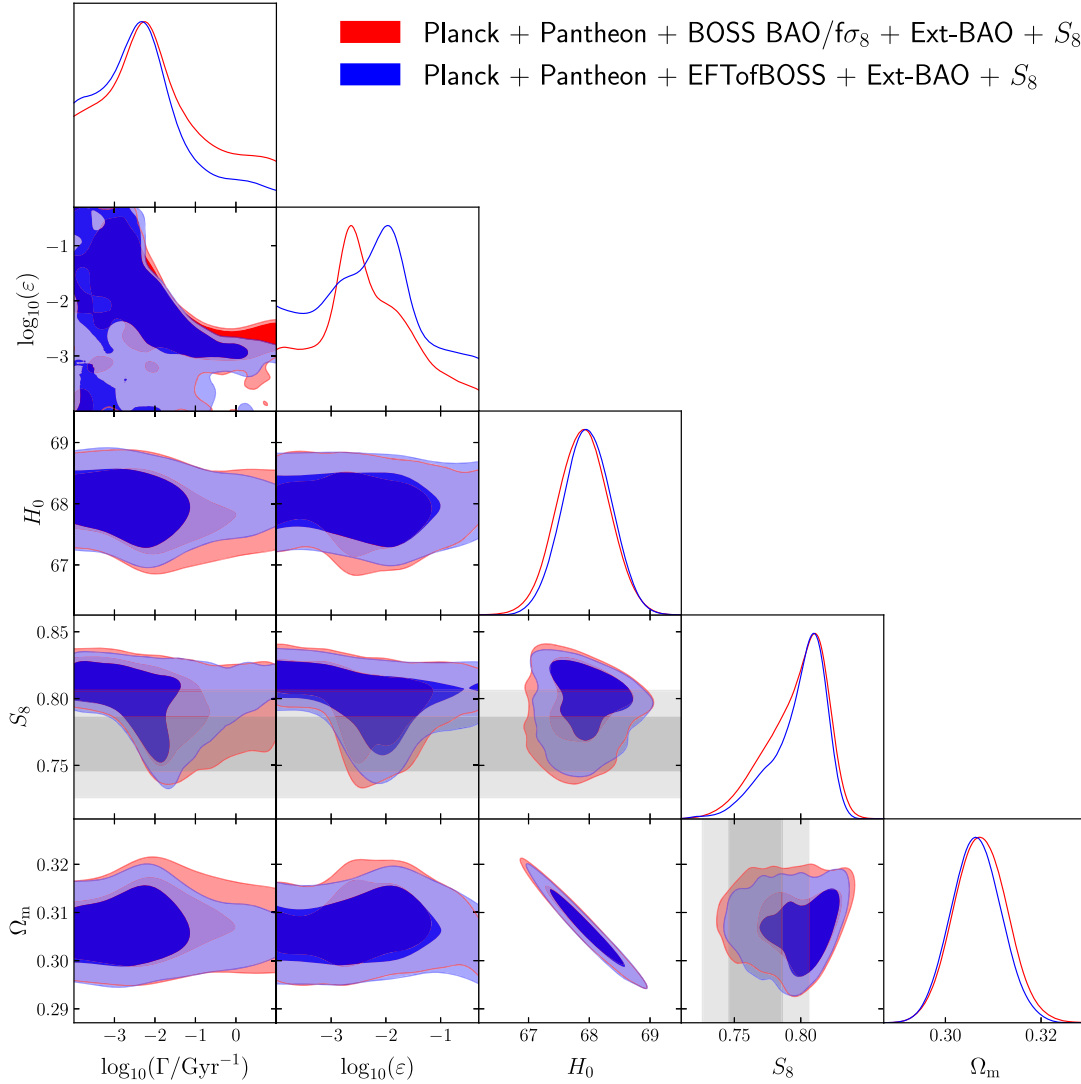 Planck + Pantheon + BOSS BAO/fσ₈ + Ext-BAO + S₈
Planck + Pantheon + EFTofBOSS + Ext-BAO + S₈
log₁₀(ε)
−1
−2
−3
H₀
69
68
67
S₈
0.85
0.80
0.75
Ωₘ
0.32
0.31
0.30
0.29
−3 −2 −1 0
−3 −2 −1
67 68 69
0.75 0.80
0.30 0.32
log₁₀(Γ/Gyr⁻¹)
log₁₀(ε)
H₀
S₈
Ωₘ